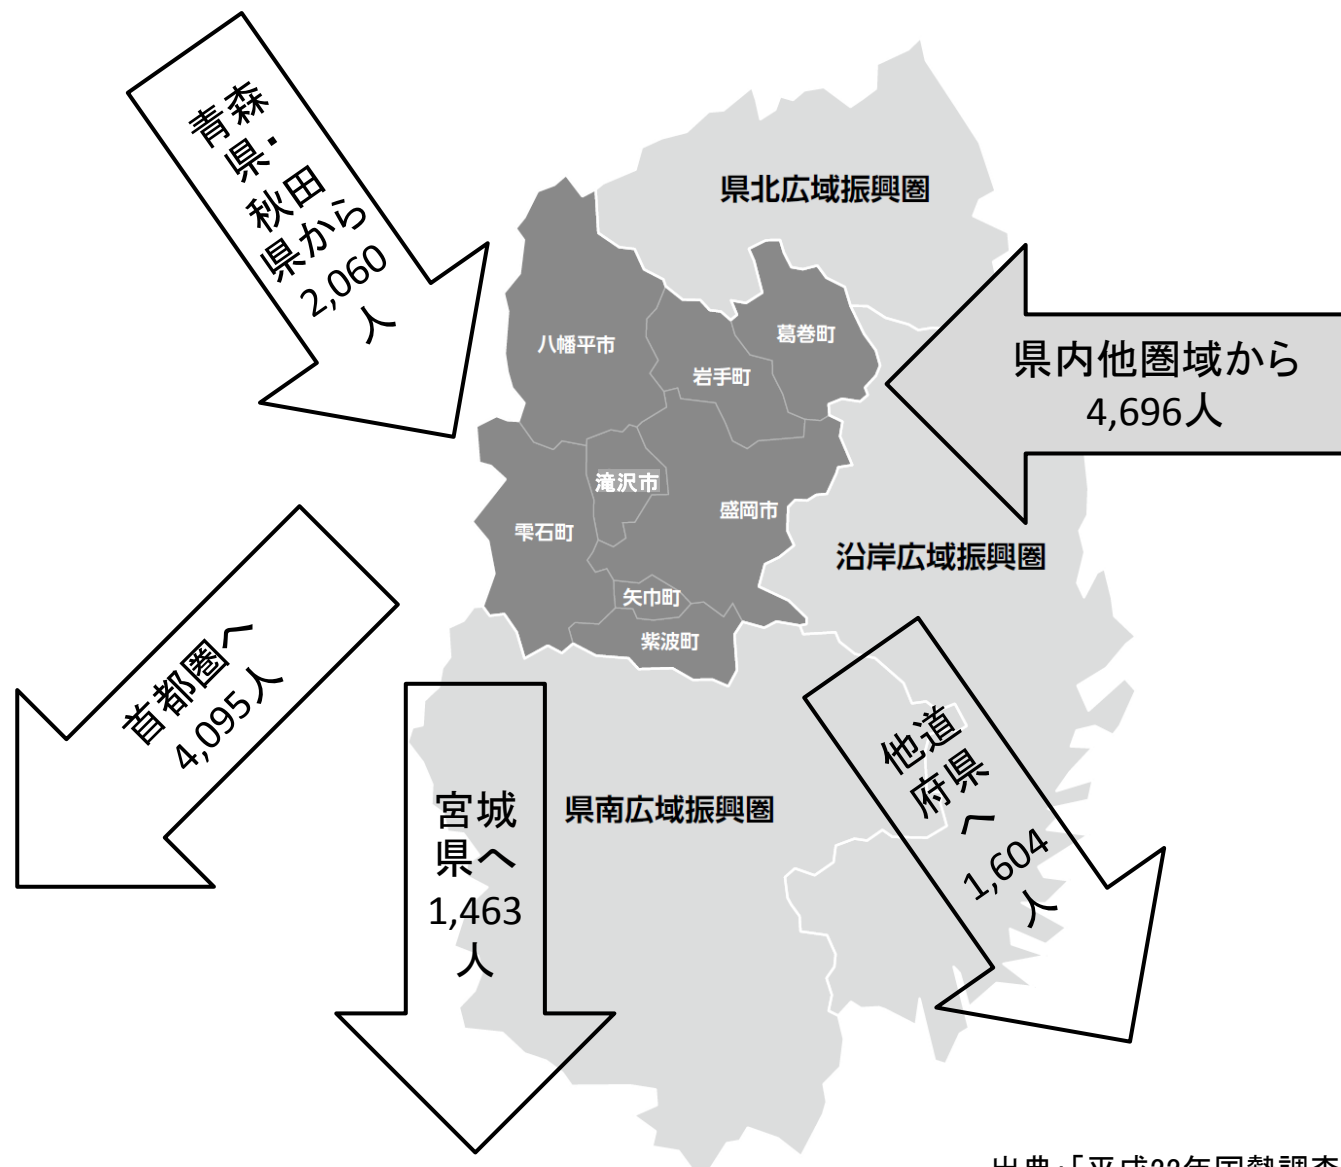 青森
県・
秋田
県から
2,060
人
県北広域振興圏
八幡平市
葛巻町
岩手町
県内他圏域から
4,696人
滝沢市
盛岡市
雫石町
沿岸広域振興圏
矢巾町
紫波町
首都圏へ
4,095人
宮城
県へ
1,463
人
県南広域振興圏
他道
府県
へ
1,604
人